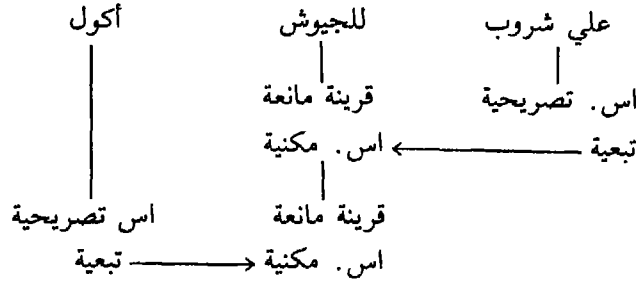 علي شروب للجيوش أكول
قرينة مانعة
اس. تصريحية
تبعية اس. مكنية
قرينة مانعة اس تصريحية
اس. مكنية تبعية